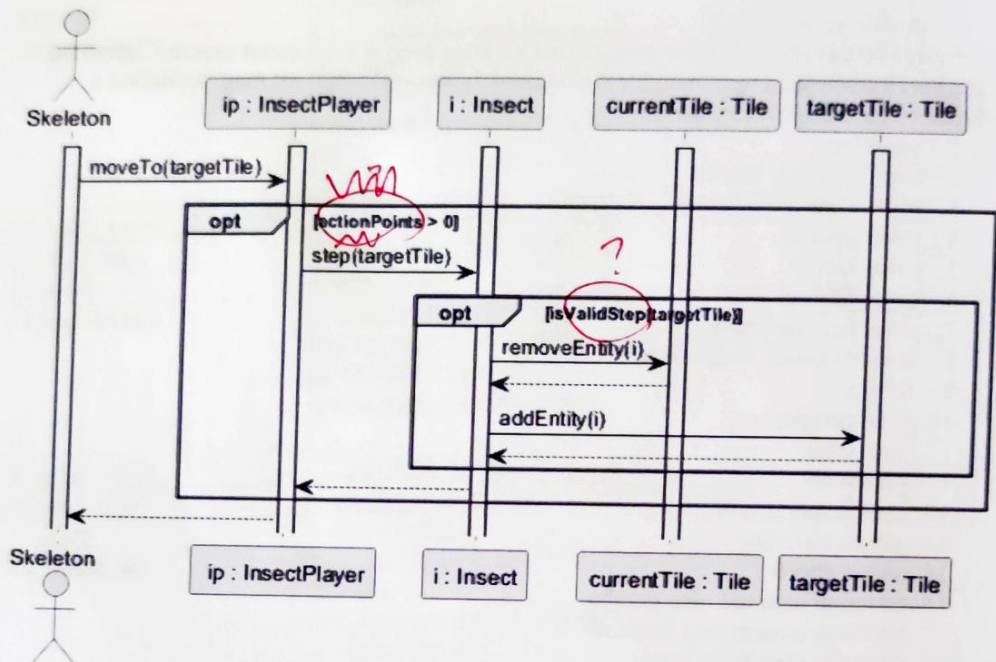 Skeleton
ip : InsectPlayer
i : Insect
currentTile : Tile
targetTile : Tile
moveTo(targetTile)
opt
[actionPoints > 0]
step(targetTile)
?
opt
[isValidStep(targetTile)]
removeEntity(i)
addEntity(i)
Skeleton
ip : InsectPlayer
i : Insect
currentTile : Tile
targetTile : Tile